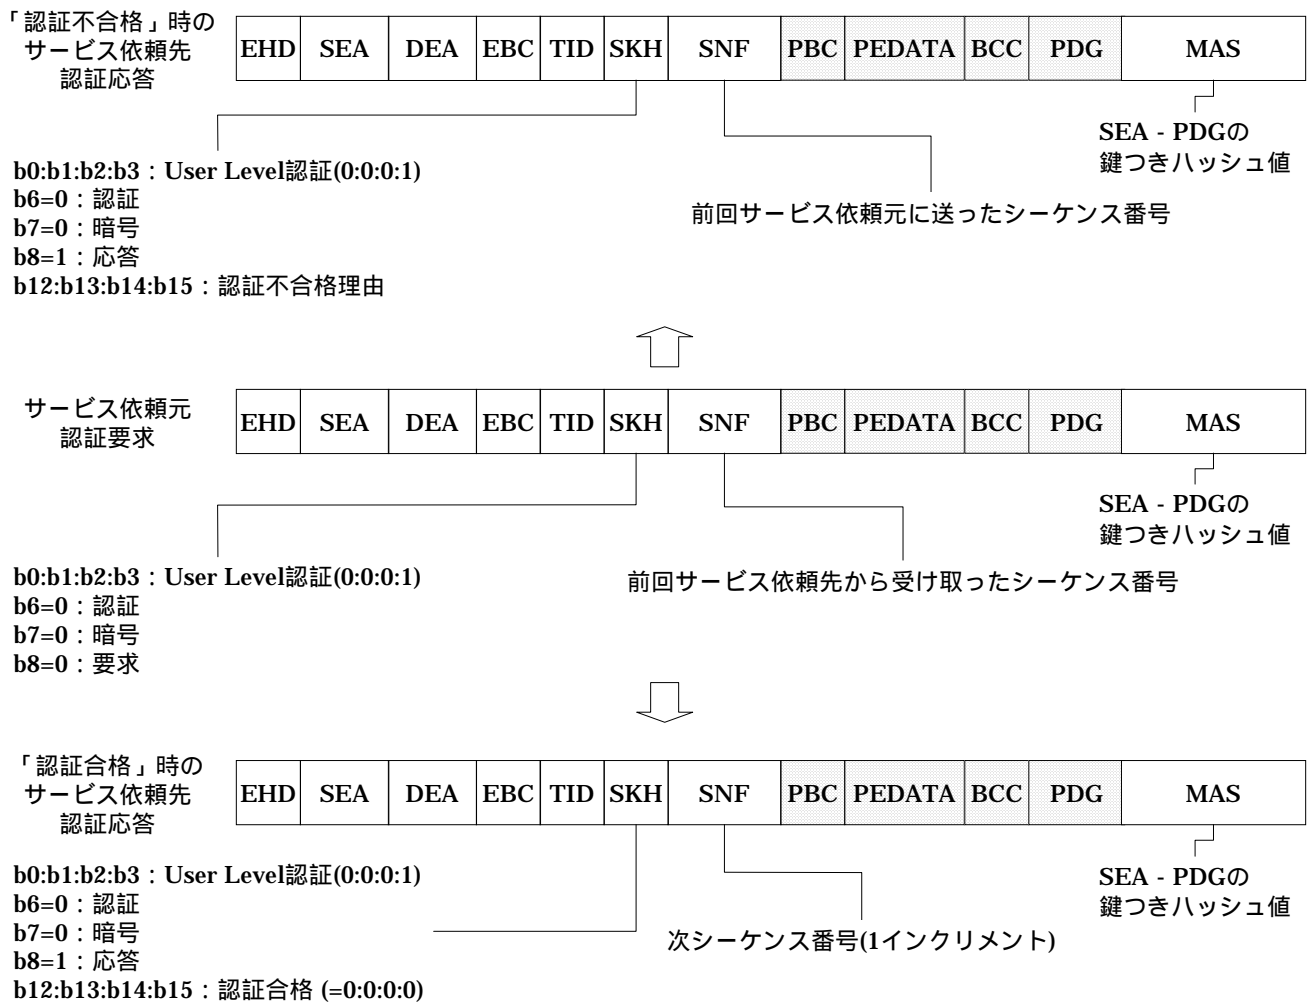 「認証不合格」時の
サービス依頼先
認証応答
EHD SEA DEA EBC TID SKH SNF PBC PEDATA BCC PDG MAS
SEA - PDGの
鍵つきハッシュ値
b0:b1:b2:b3：User Level認証(0:0:0:1)
b6=0：認証
b7=0：暗号
b8=1：応答
b12:b13:b14:b15：認証不合格理由
前回サービス依頼元に送ったシーケンス番号
サービス依頼元
認証要求
EHD SEA DEA EBC TID SKH SNF PBC PEDATA BCC PDG MAS
SEA - PDGの
鍵つきハッシュ値
b0:b1:b2:b3：User Level認証(0:0:0:1)
b6=0：認証
b7=0：暗号
b8=0：要求
前回サービス依頼先から受け取ったシーケンス番号
「認証合格」時の
サービス依頼先
認証応答
EHD SEA DEA EBC TID SKH SNF PBC PEDATA BCC PDG MAS
SEA - PDGの
鍵つきハッシュ値
b0:b1:b2:b3：User Level認証(0:0:0:1)
b6=0：認証
b7=0：暗号
b8=1：応答
b12:b13:b14:b15：認証合格 (=0:0:0:0)
次シーケンス番号(1インクリメント)